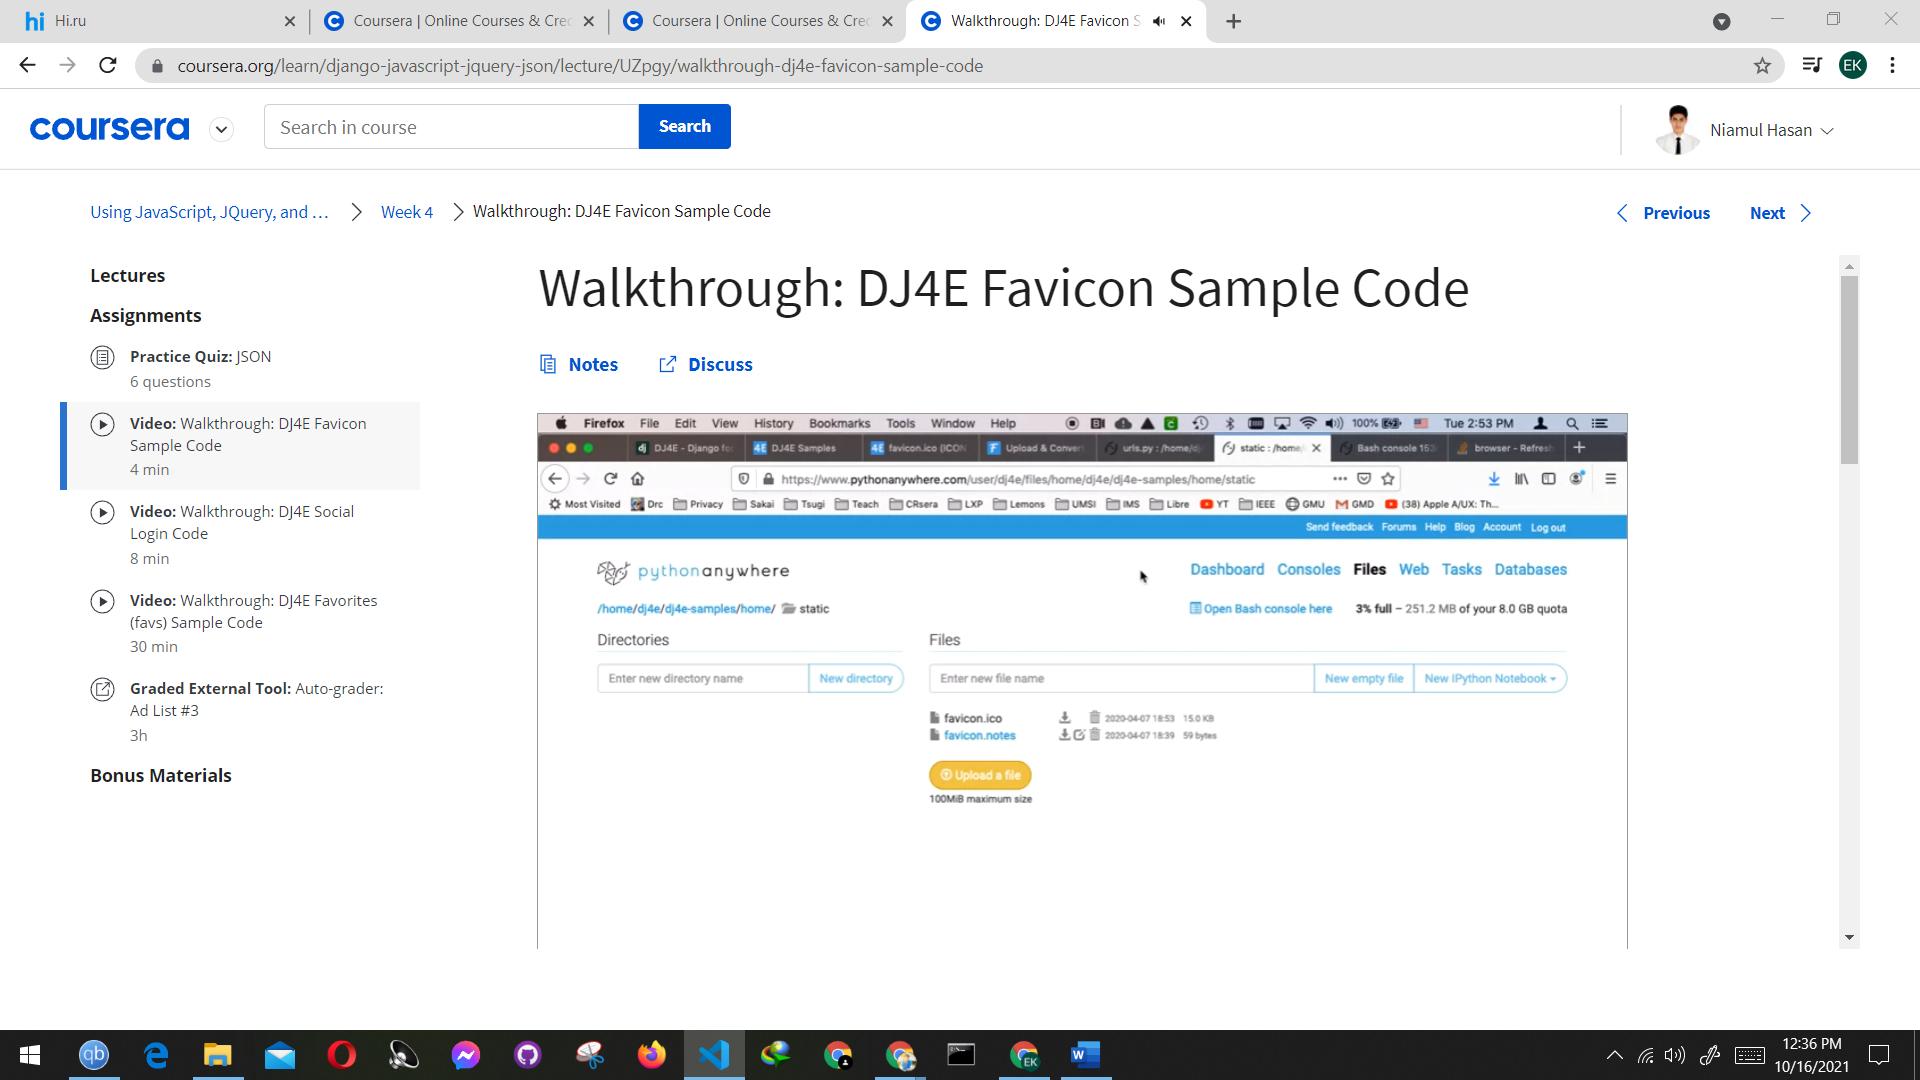 Hi.ru
Coursera | Online Courses & Cre
Coursera | Online Courses & Cre
Walkthrough: DJ4E Favicon S
coursera.org/learn/django-javascript-jquery-json/lecture/UZpgy/walkthrough-dj4e-favicon-sample-code
EK
coursera
Search in course
Search
Niamul Hasan
Using JavaScript, JQuery, and ...
Week 4
Walkthrough: DJ4E Favicon Sample Code
Previous
Next
Lectures
Assignments
Practice Quiz: JSON
6 questions
Video: Walkthrough: DJ4E Favicon
Sample Code
4 min
Video: Walkthrough: DJ4E Social
Login Code
8 min
Video: Walkthrough: DJ4E Favorites
(favs) Sample Code
30 min
Graded External Tool: Auto-grader:
Ad List #3
3h
Bonus Materials
Walkthrough: DJ4E Favicon Sample Code
Notes
Discuss
Firefox File Edit View History Bookmarks Tools Window Help 100% Tue 2:53 PM
DJ4E - Django fo
DJ4E Samples
favicon.ico (ICON
Upload & Conver
urls.py : /home/dj
static : /home/
Bash console 163
browser - Refresh
https://www.pythonanywhere.com/user/dj4e/files/home/dj4e/dj4e-samples/home/static
Most Visited Drc Privacy Sakai Tsugi Teach CRsera LXP Lemons UMSI IMS Libre YT IEEE GMU GMD (38) Apple A/UX: Th...
Send feedback Forums Help Blog Account Log out
pythonanywhere
Dashboard Consoles Files Web Tasks Databases
/home/dj4e/dj4e-samples/home/ static
Open Bash console here
3% full – 251.2 MB of your 8.0 GB quota
Directories
Files
Enter new directory name
New directory
Enter new file name
New empty file
New IPython Notebook
favicon.ico 2020-04-07 18:53 15.0 KB
favicon.notes 2020-04-07 18:39 59 bytes
Upload a file
100MiB maximum size
12:36 PM
10/16/2021